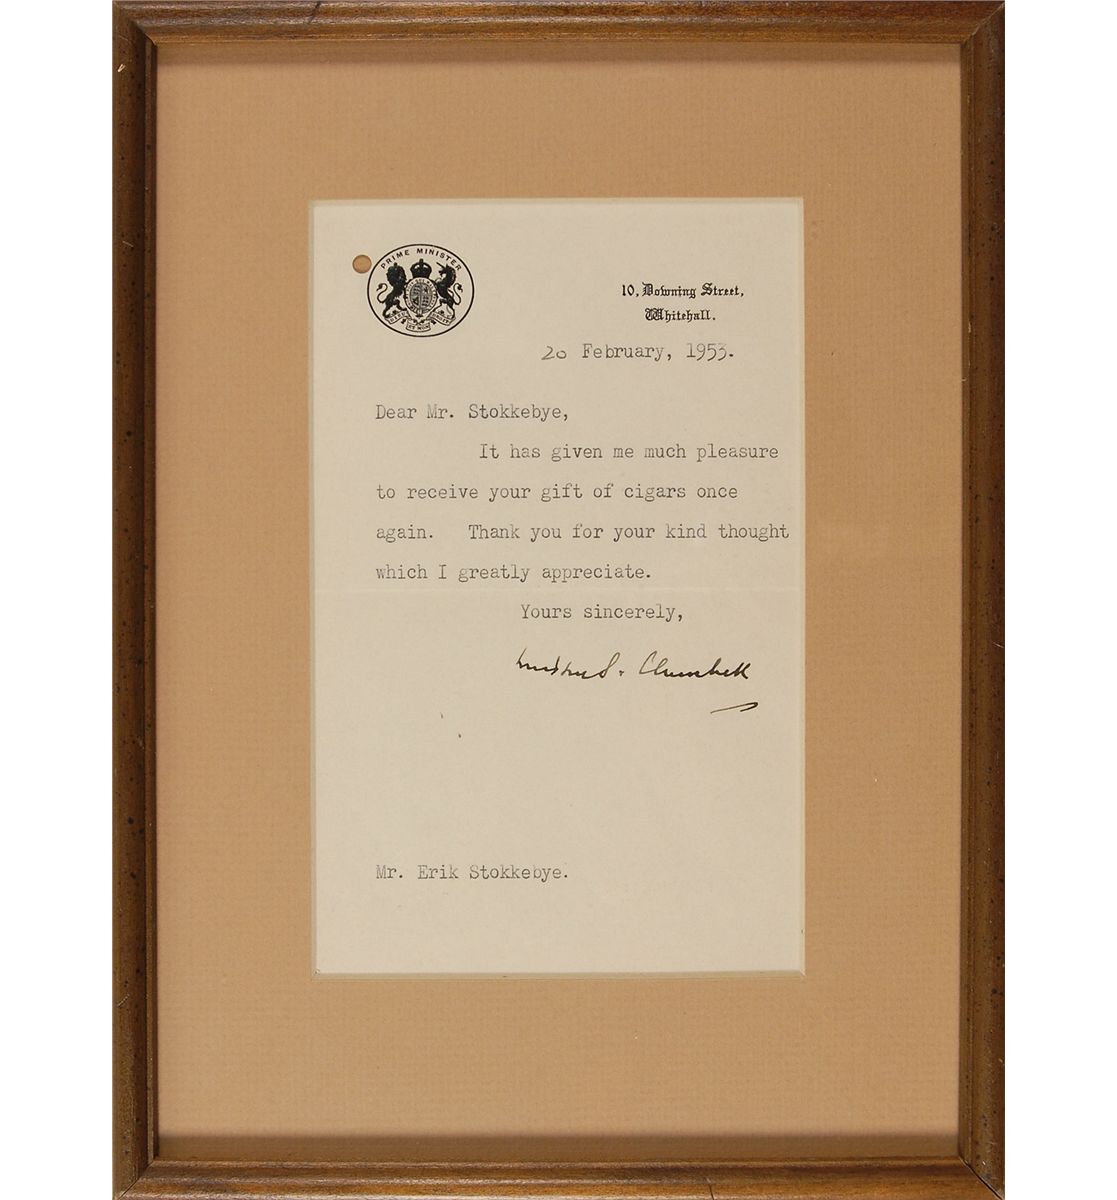 PRIME MINISTER
10, Downing Street,
Whitehall.
20 February, 1953.
Dear Mr. Stokkebye,
It has given me much pleasure
to receive your gift of cigars once
again. Thank you for your kind thought
which I greatly appreciate.
Yours sincerely,
Winston S. Churchill
Mr. Erik Stokkebye.